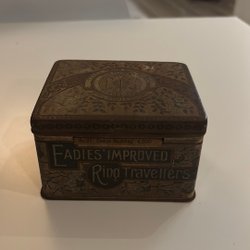 EADIES' IMPROVED
RING TRAVELLERS